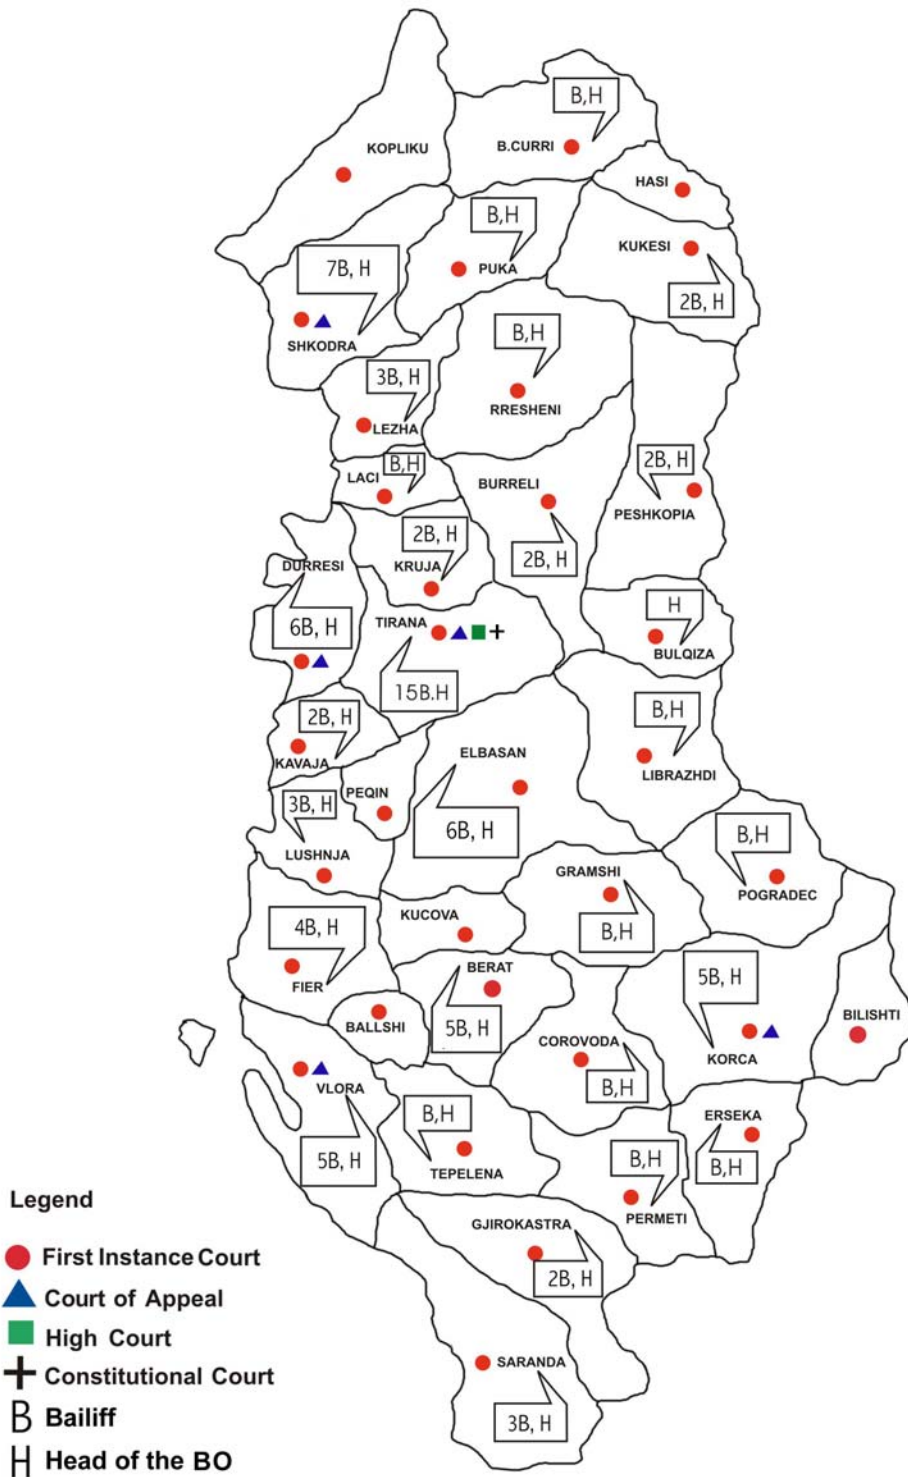 B,H
KOPLIKU
B.CURRI
HASI
B,H
KUKESI
7B, H
PUKA
2B, H
B,H
SHKODRA
3B, H
RRESHENI
LEZHA
2B, H
B,H
LACI
BURRELI
PESHKOPIA
2B, H
2B, H
DURRESI
KRUJA
H
6B, H
TIRANA
BULQIZA
15B.H
B,H
2B, H
ELBASAN
KAVAJA
LIBRAZHDI
PEQIN
3B, H
6B, H
B,H
LUSHNJA
GRAMSHI
POGRADEC
KUCOVA
4B, H
B,H
BERAT
5B, H
FIER
BILISHTI
BALLSHI
5B, H
COROVODA
KORCA
VLORA
B,H
B,H
ERSEKA
5B, H
B,H
B,H
TEPELENA
PERMETI
GJIROKASTRA
2B, H
SARANDA
3B, H
Legend
First Instance Court
Court of Appeal
High Court
Constitutional Court
B Bailiff
H Head of the BO